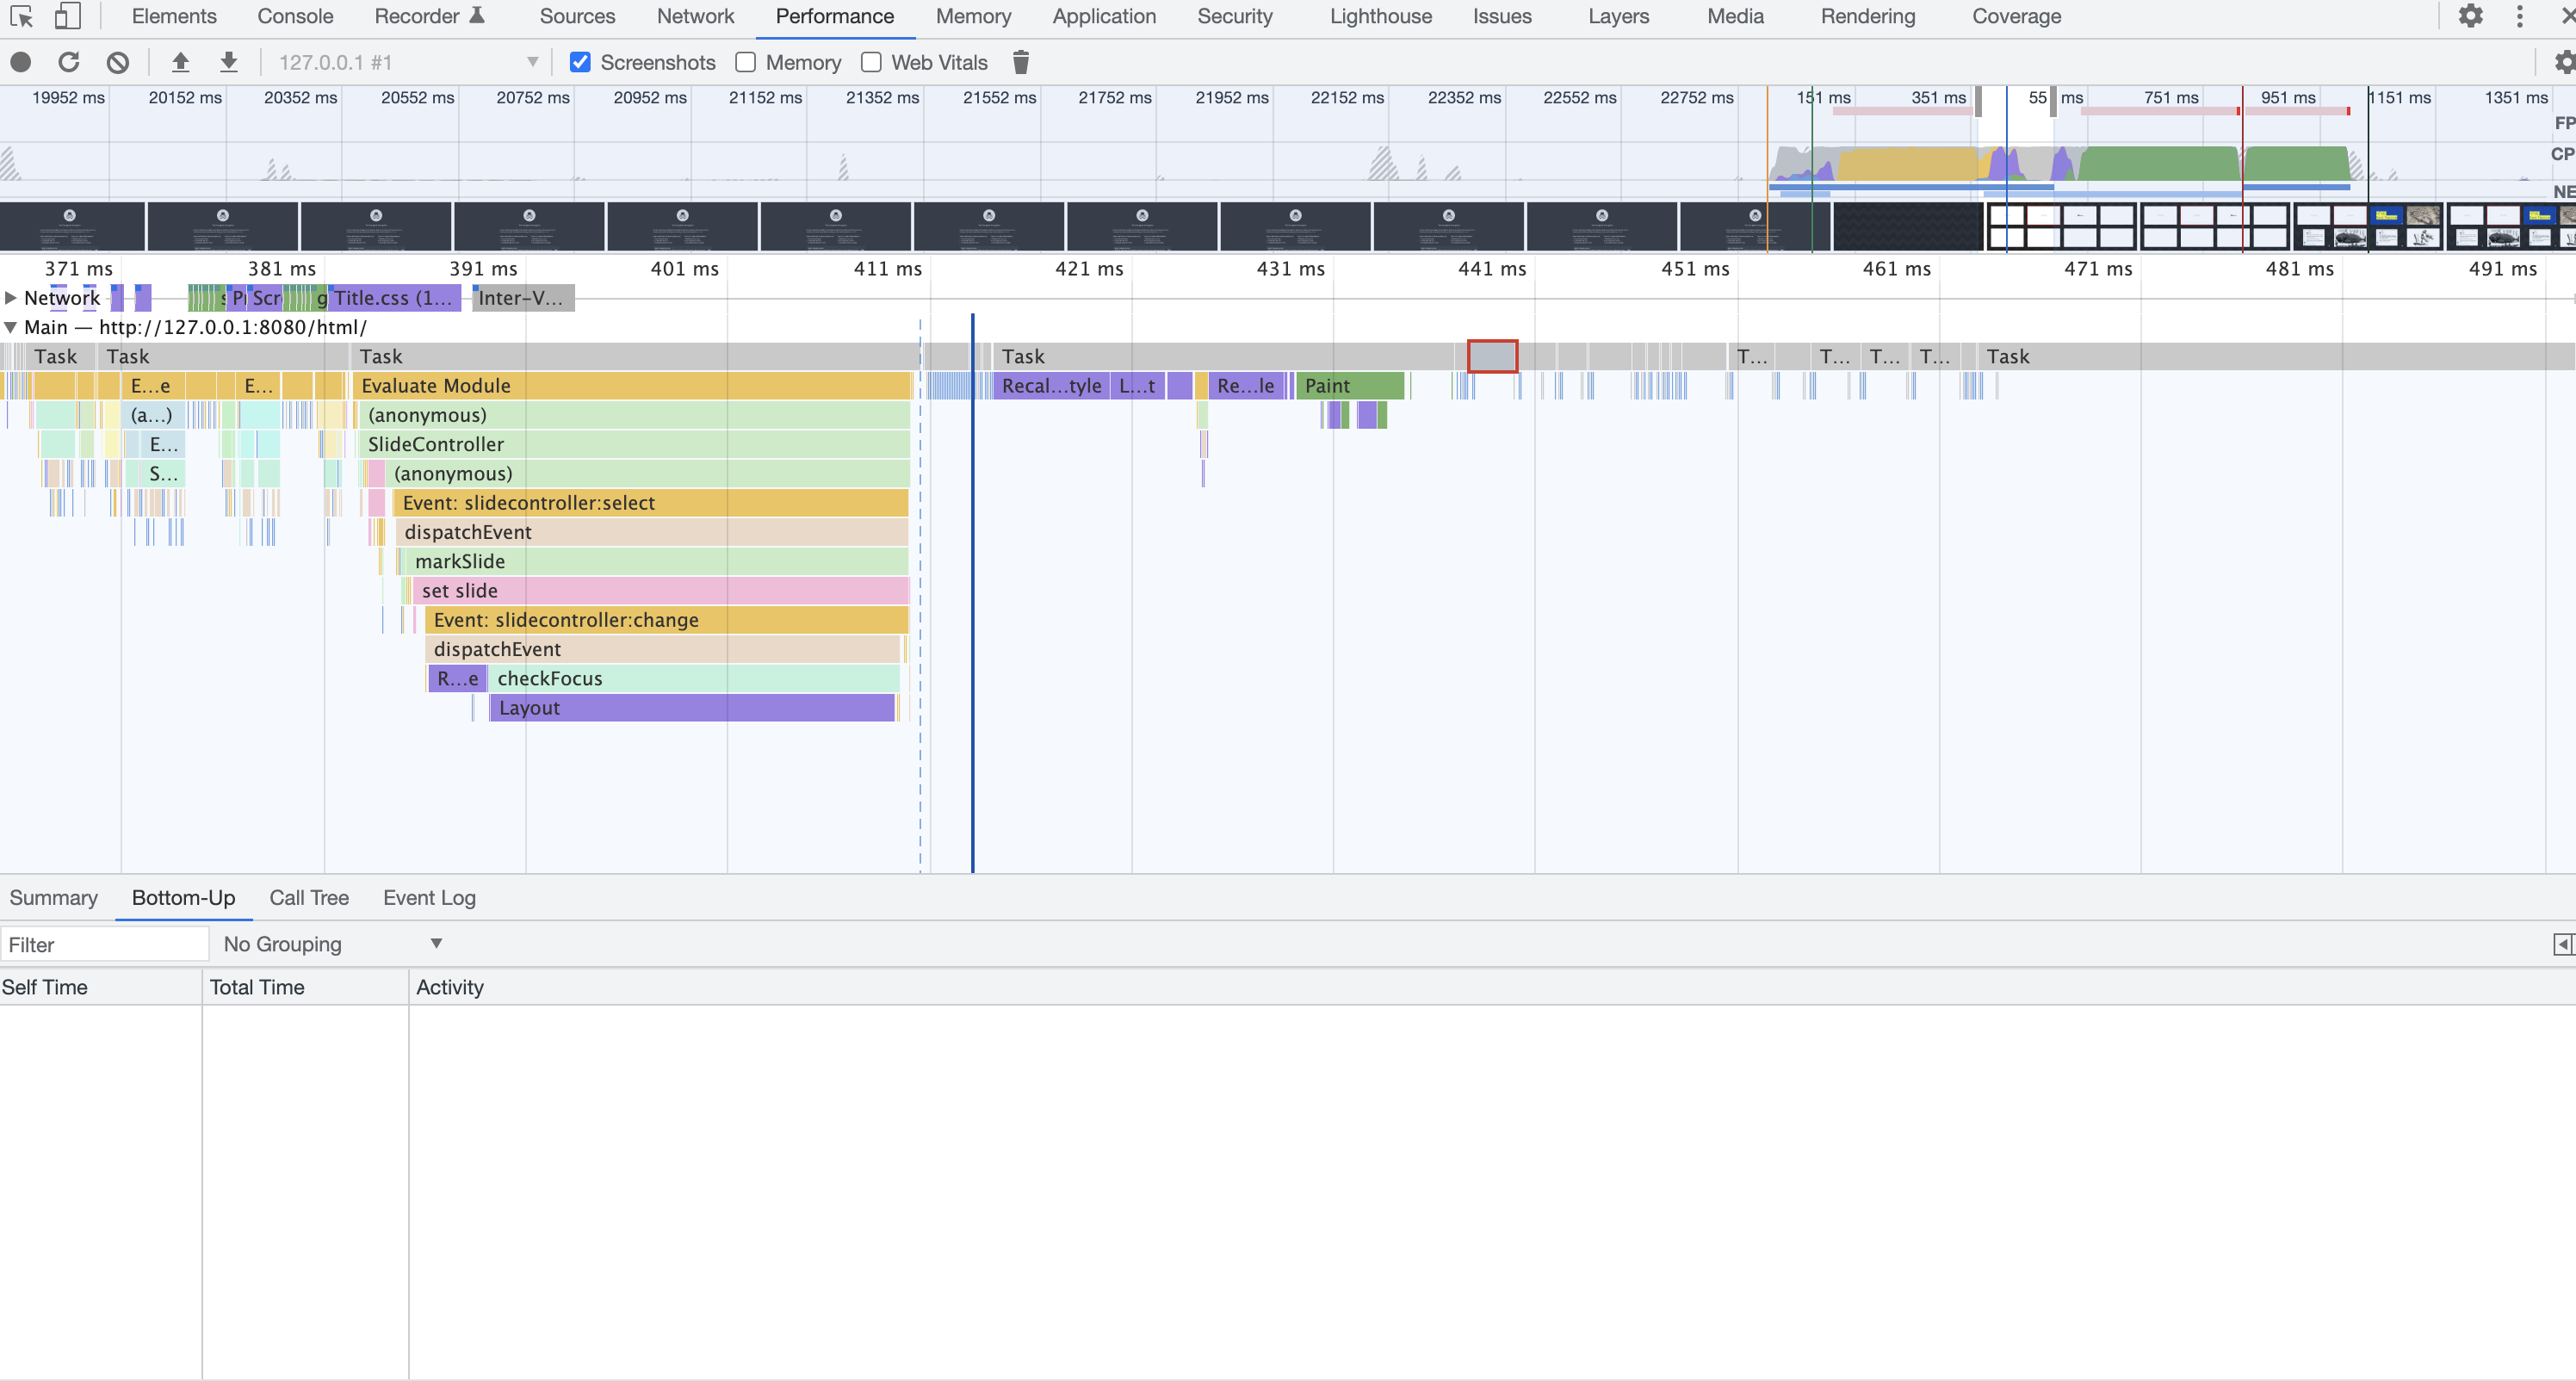 Elements Console Recorder Sources Network Performance Memory Application Security Lighthouse Issues Layers Media Rendering Coverage
127.0.0.1 #1 Screenshots Memory Web Vitals
19952 ms 20152 ms 20352 ms 20552 ms 20752 ms 20952 ms 21152 ms 21352 ms 21552 ms 21752 ms 21952 ms 22152 ms 22352 ms 22552 ms 22752 ms 151 ms 351 ms 55 ms 751 ms 951 ms 1151 ms 1351 ms
FP
CP
NE
371 ms 381 ms 391 ms 401 ms 411 ms 421 ms 431 ms 441 ms 451 ms 461 ms 471 ms 481 ms 491 ms
Network s P Scr g Title.css (1... Inter-V...
Main — http://127.0.0.1:8080/html/
Task Task Task Task T... T... T... T... Task
E...e E... Evaluate Module Recal...tyle L...t Re...le Paint
(a...) (anonymous)
E... SlideController
S... (anonymous)
Event: slidecontroller:select
dispatchEvent
markSlide
set slide
Event: slidecontroller:change
dispatchEvent
R...e checkFocus
Layout
Summary Bottom-Up Call Tree Event Log
Filter No Grouping
Self Time Total Time Activity